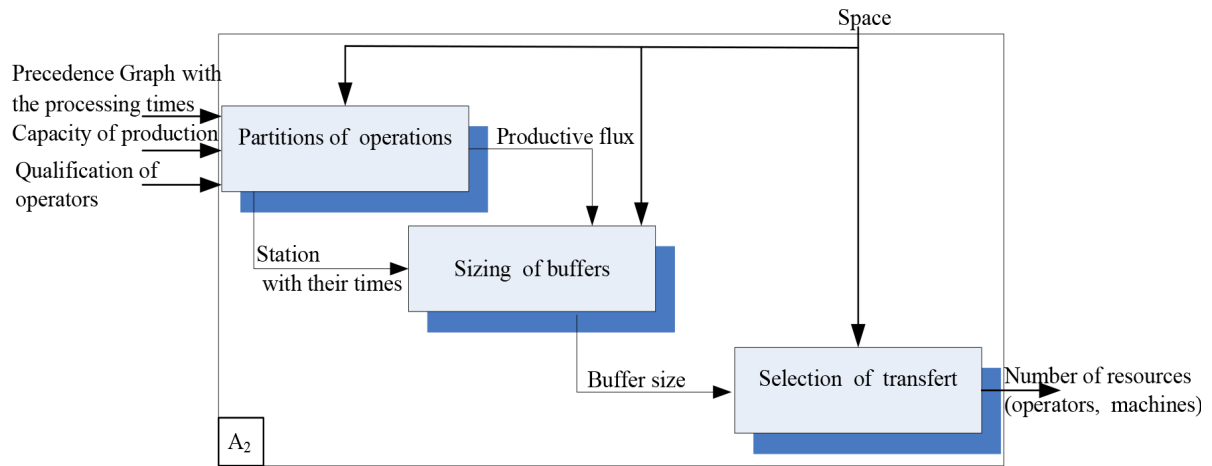 Space
Precedence Graph with
the processing times
Capacity of production
Qualification of
operators
Partitions of operations
Productive flux
Station
with their times
Sizing of buffers
Buffer size
Selection of transfert
Number of resources
(operators, machines)
A₂